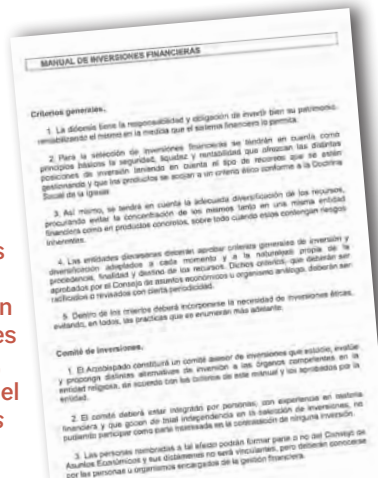 MANUAL DE INVERSIONES FINANCIERAS
Criterios generales.
1. La diócesis tiene la responsabilidad y obligación de invertir bien su patrimonio,
rentabilizando el mismo en la medida que el sistema financiero lo permita.
2. Para la selección de inversiones financieras se tendrán en cuenta como
principios básicos la seguridad, liquidez y rentabilidad que ofrezcan las distintas
posiciones de inversión teniendo en cuenta el tipo de recursos que se están
gestionando y que los productos se acojan a un criterio ético conforme a la Doctrina
Social de la Iglesia.
3. Así mismo, se tendrá en cuenta la adecuada diversificación de los recursos,
procurando evitar la concentración de los mismos tanto en una misma entidad
financiera como en productos concretos, sobre todo cuando estos contengan riesgos
inherentes.
4. Las entidades diocesanas deberán aprobar criterios generales de inversión y
diversificación adaptados a cada momento y a la naturaleza propia de la
procedencia, finalidad y destino de los recursos. Dichos criterios, que deberán ser
aprobados por el Consejo de asuntos económicos u organismo análogo, deberán ser
ratificados o revisados con cierta periodicidad.
5. Dentro de los criterios deberá incorporarse la necesidad de inversiones éticas,
evitando, en todos, las prácticas que se enumerarán más adelante.
Comité de inversiones.
1. El Arzobispado constituirá un comité asesor de inversiones que estudie, evalúe
y proponga distintas alternativas de inversión a los órganos competentes en la
entidad religiosa, de acuerdo con los criterios de este manual y los aprobados por la
entidad.
2. El comité deberá estar integrado por personas, con experiencia en materia
financiera y que gocen de total independencia en la selección de inversiones, no
pudiendo participar como parte interesada en la contratación de ninguna inversión.
3. Las personas nombradas a tal efecto podrán formar parte o no del Consejo de
Asuntos Económicos y sus dictámenes no será vinculantes, pero deberán conocerse
por las personas u organismos encargados de la gestión financiera.
s
n
es
el
s